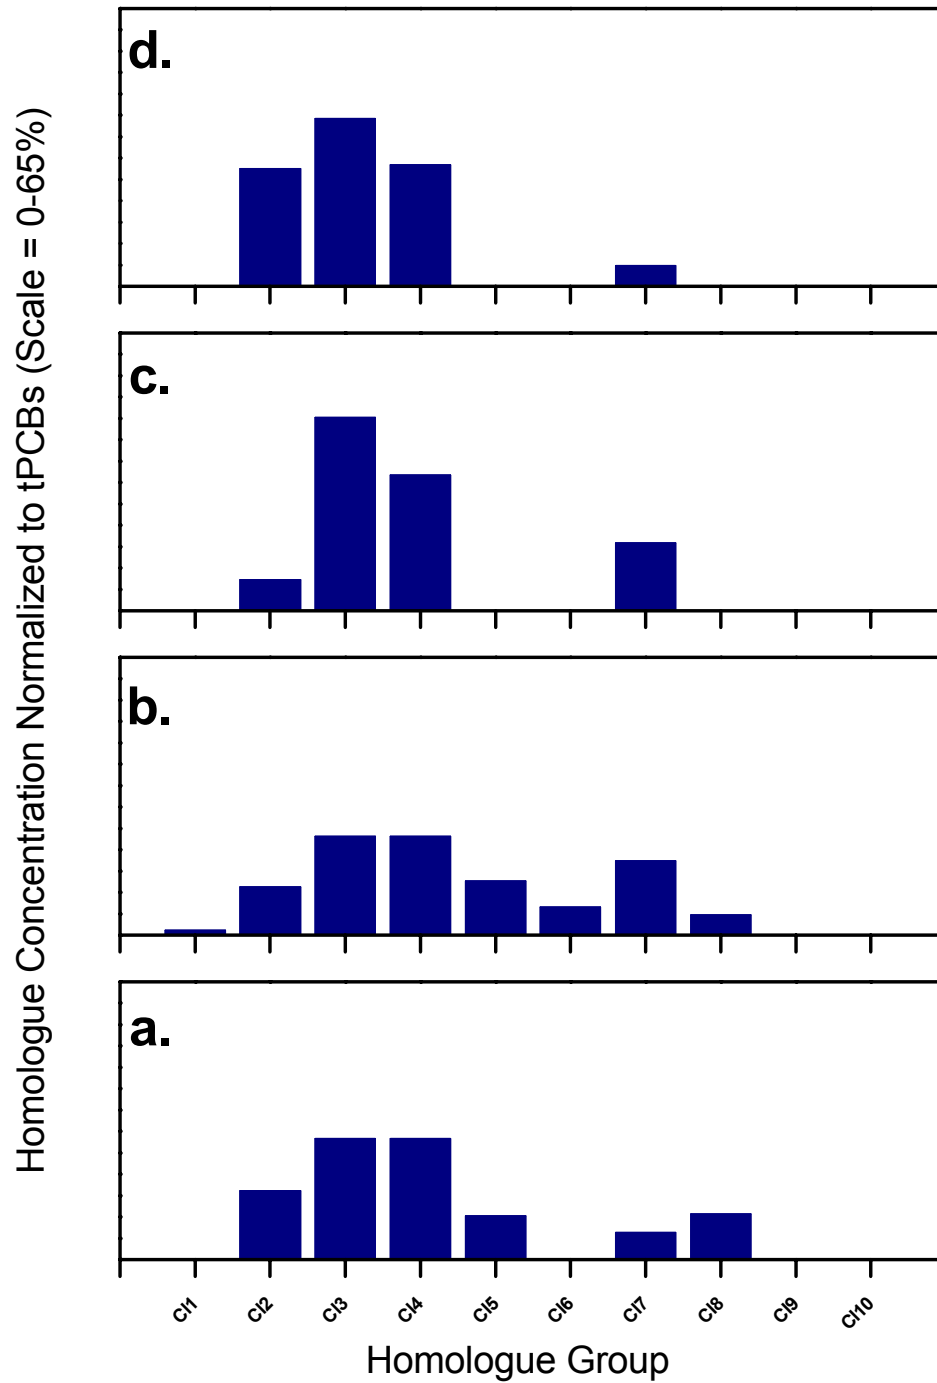 Homologue Concentration Normalized to tPCBs (Scale = 0-65%)
d.
c.
b.
a.
Cl1 Cl2 Cl3 Cl4 Cl5 Cl6 Cl7 Cl8 Cl9 Cl10
Homologue Group